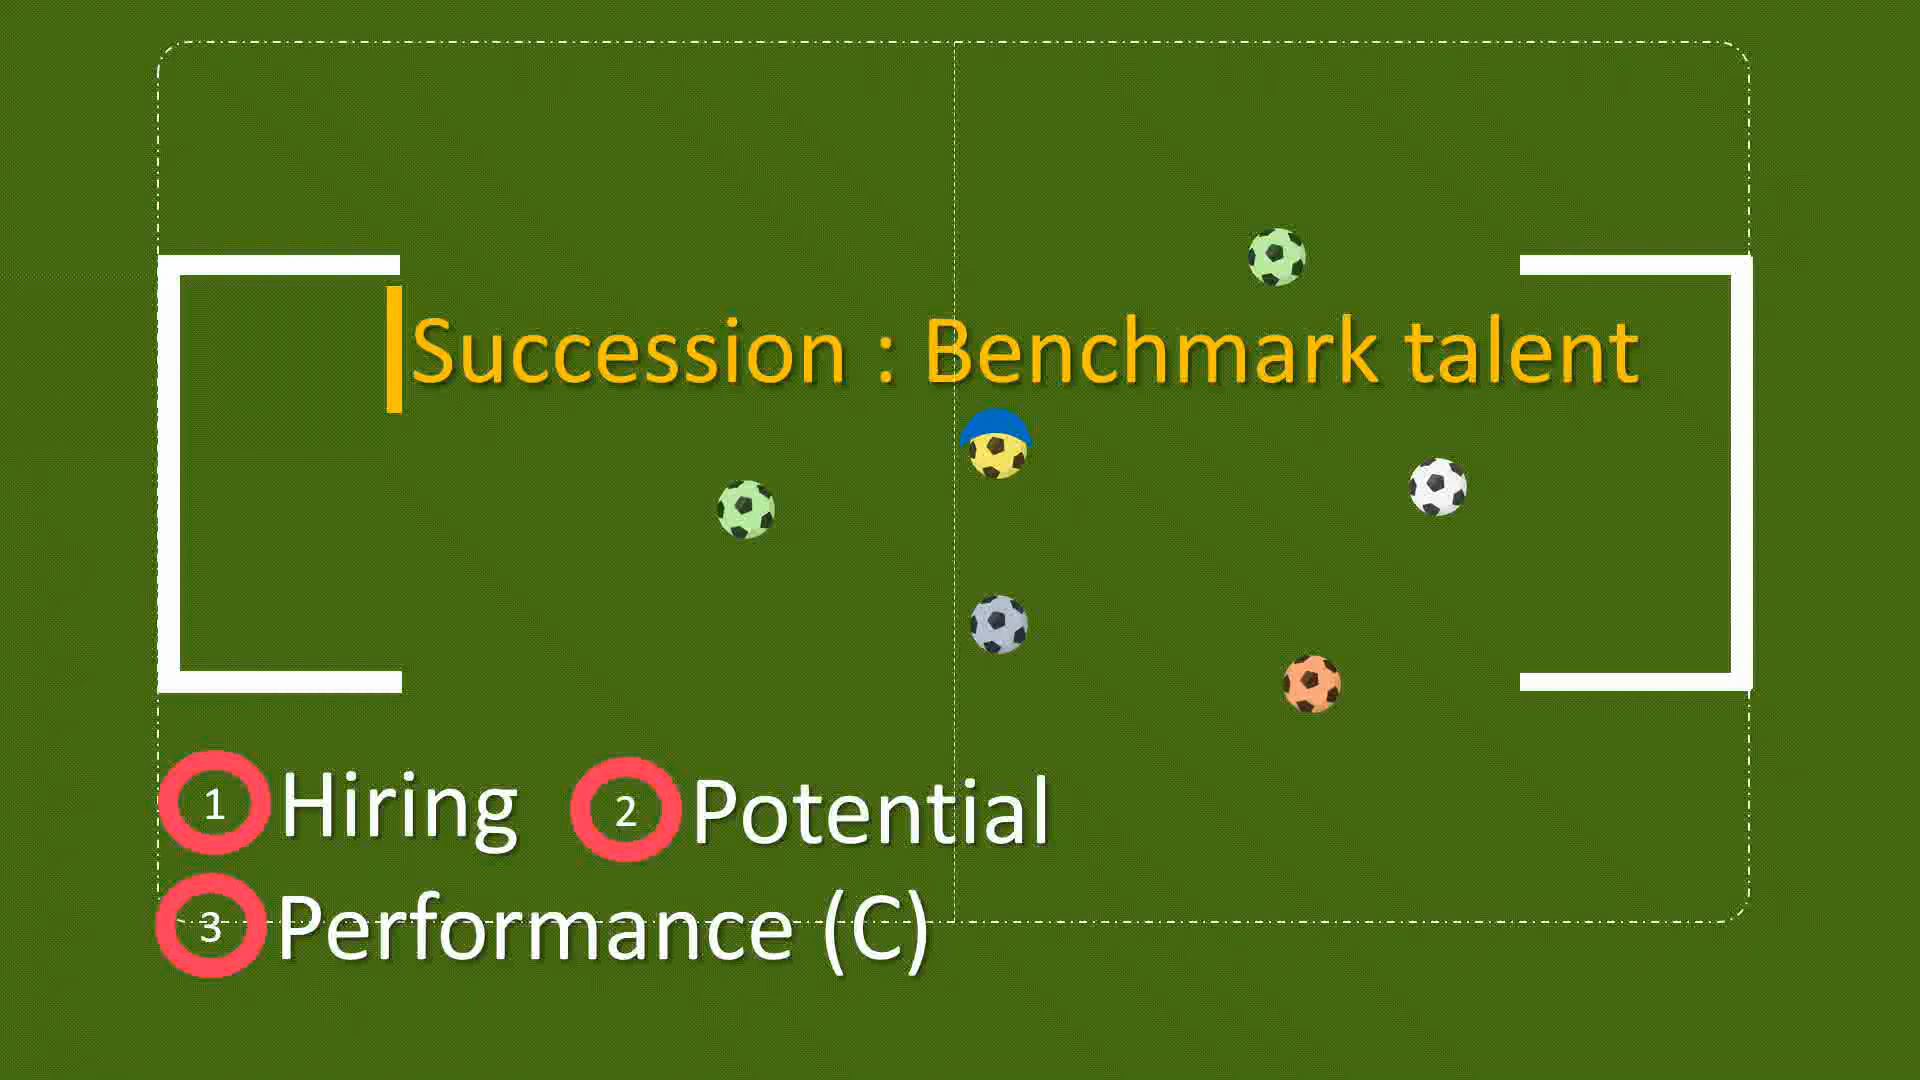 Succession : Benchmark talent
1 Hiring 2 Potential
3 Performance (C)